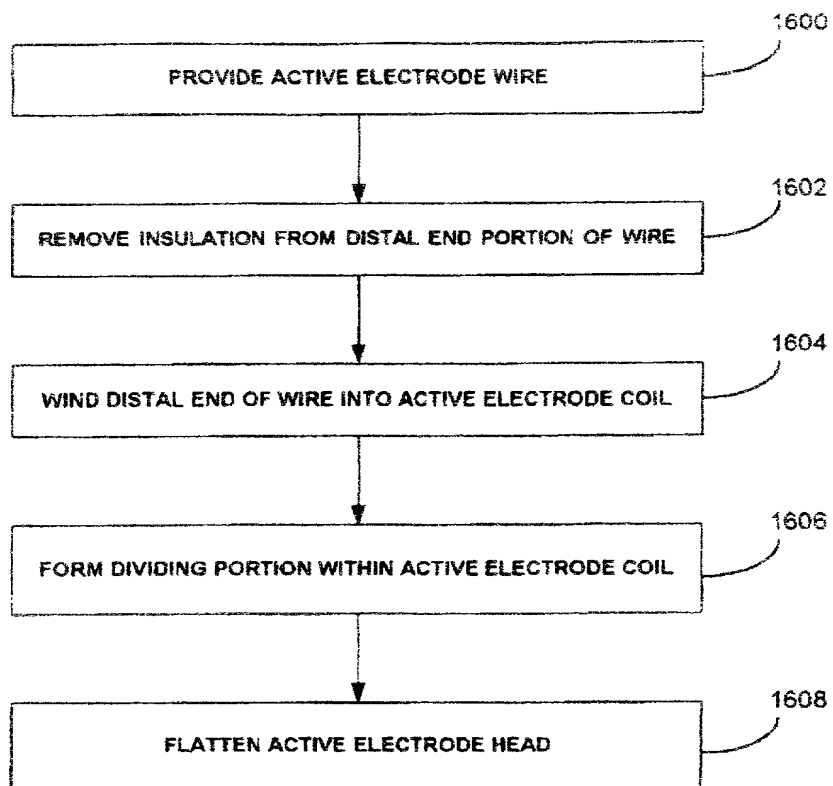 1600
PROVIDE ACTIVE ELECTRODE WIRE
1602
REMOVE INSULATION FROM DISTAL END PORTION OF WIRE
1604
WIND DISTAL END OF WIRE INTO ACTIVE ELECTRODE COIL
1606
FORM DIVIDING PORTION WITHIN ACTIVE ELECTRODE COIL
1608
FLATTEN ACTIVE ELECTRODE HEAD